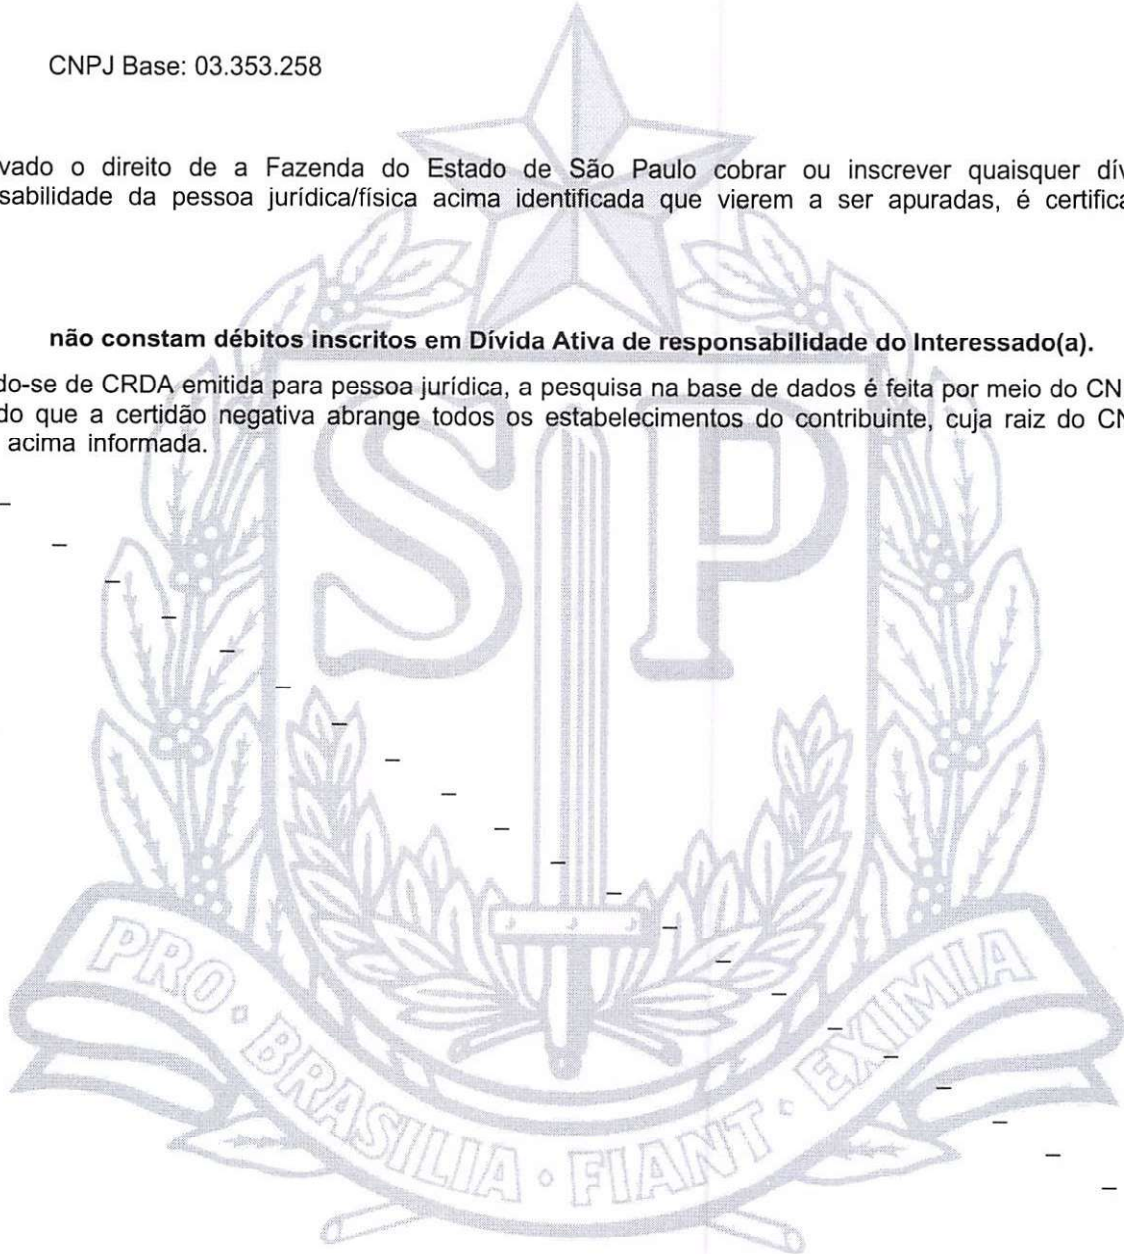 CNPJ Base: 03.353.258
vado o direito de a Fazenda do Estado de São Paulo cobrar ou inscrever quaisquer dív
sabilidade da pessoa jurídica/física acima identificada que vierem a ser apuradas, é certifica
não constam débitos inscritos em Dívida Ativa de responsabilidade do Interessado(a).
do-se de CRDA emitida para pessoa jurídica, a pesquisa na base de dados é feita por meio do CN
do que a certidão negativa abrange todos os estabelecimentos do contribuinte, cuja raiz do CN
acima informada.
SP
PRO · BRASILIA · FIANT · EXIMIA